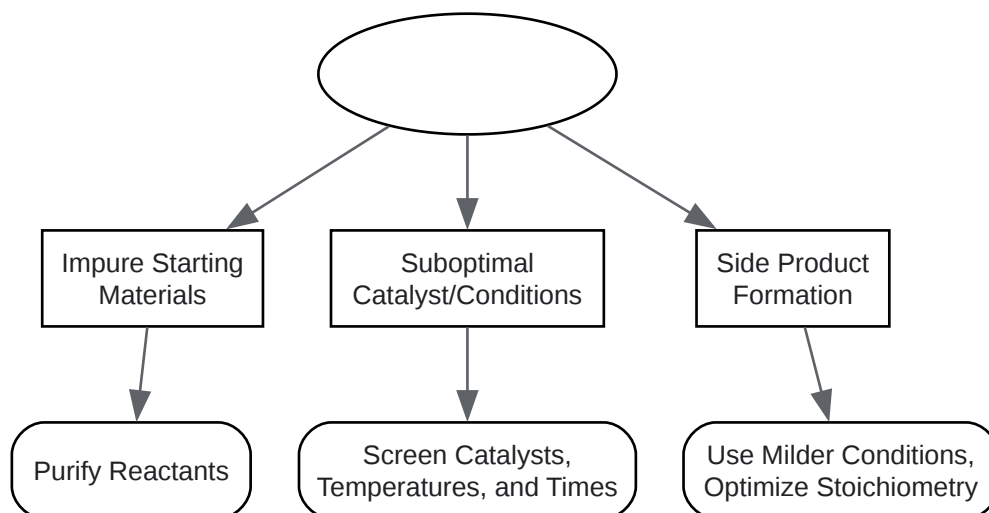 Impure Starting
Materials
Suboptimal
Catalyst/Conditions
Side Product
Formation
Purify Reactants
Screen Catalysts,
Temperatures, and Times
Use Milder Conditions,
Optimize Stoichiometry